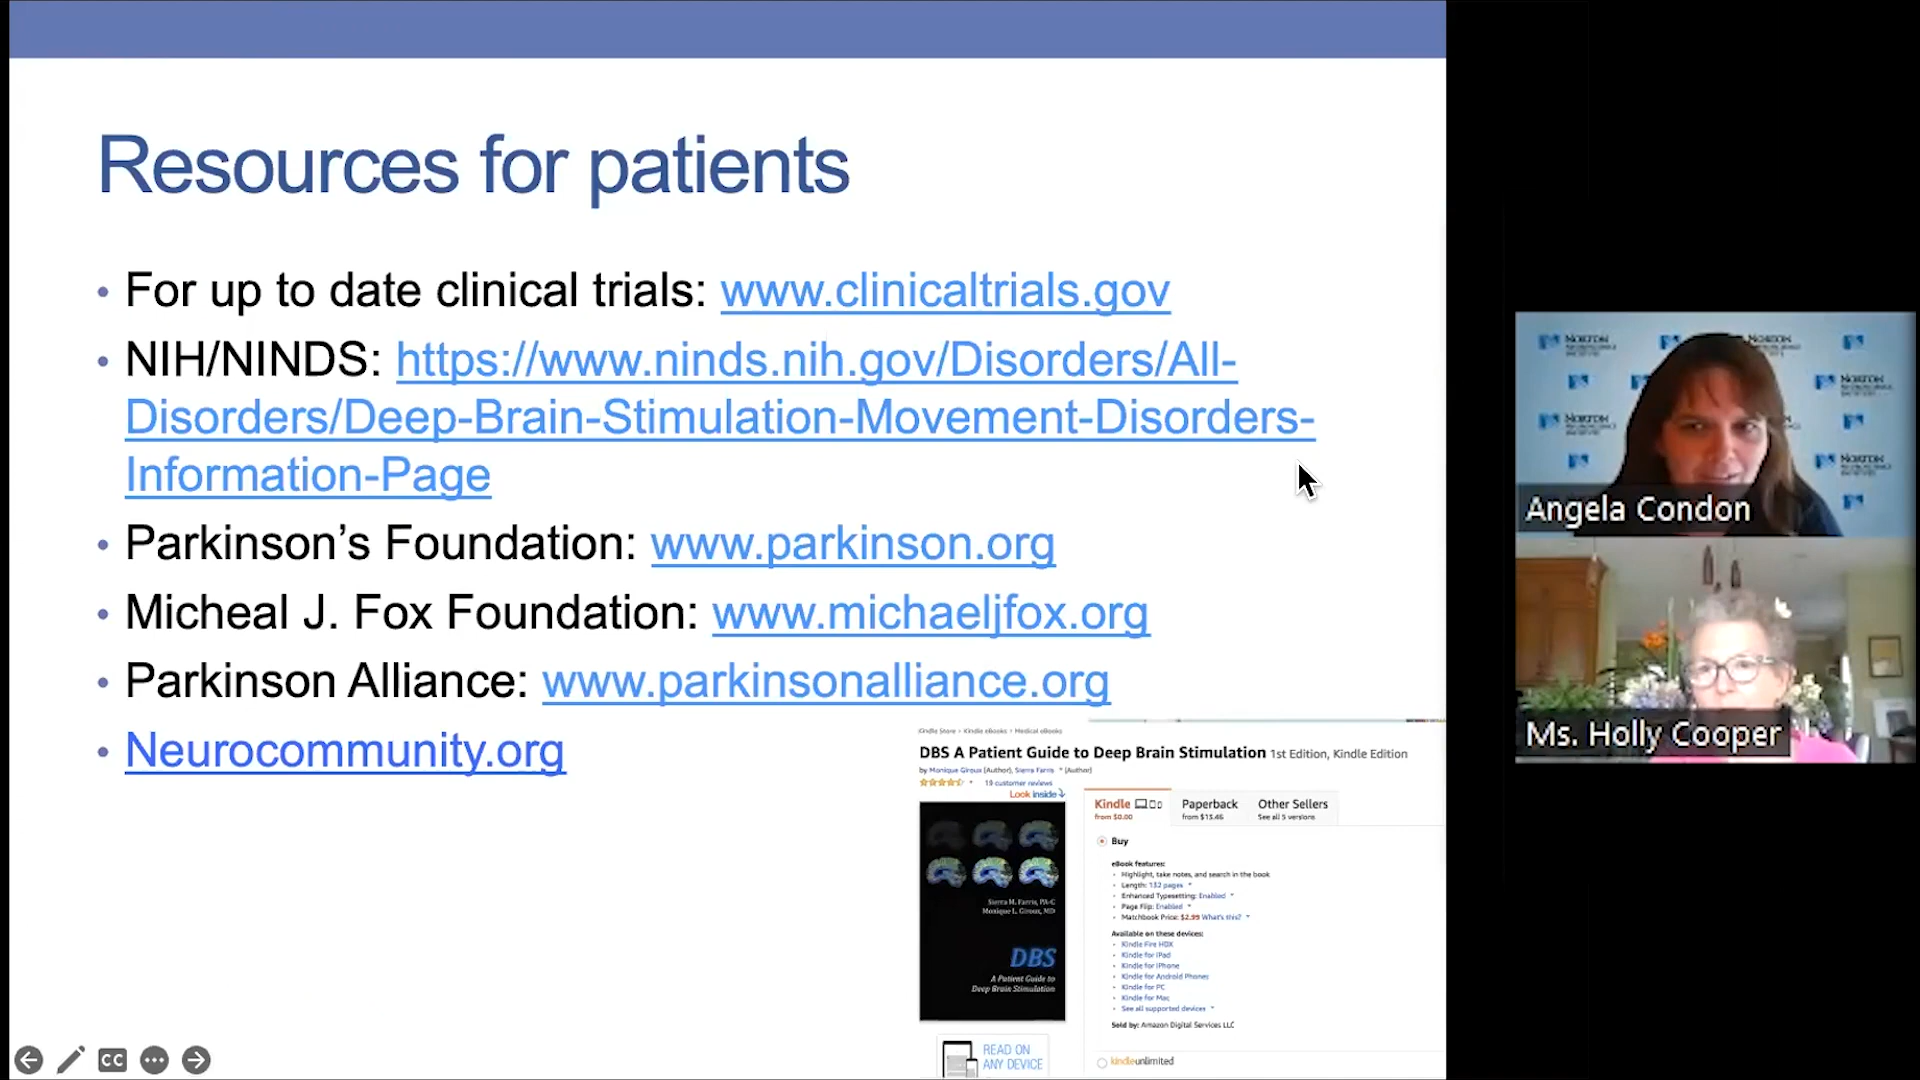 Resources for patients
• For up to date clinical trials: www.clinicaltrials.gov
• NIH/NINDS: https://www.ninds.nih.gov/Disorders/All-
Disorders/Deep-Brain-Stimulation-Movement-Disorders-
Information-Page
• Parkinson’s Foundation: www.parkinson.org
• Micheal J. Fox Foundation: www.michaeljfox.org
• Parkinson Alliance: www.parkinsonalliance.org
• Neurocommunity.org
Kindle Store › Kindle eBooks › Medical eBooks
DBS A Patient Guide to Deep Brain Stimulation 1st Edition, Kindle Edition
by Monique Giroux (Author), Sierra Farris (Author)
19 customer reviews
Look inside
Sierra M. Farris, PA-C
Monique L. Giroux, MD
DBS
A Patient Guide to
Deep Brain Stimulation
READ ON
ANY DEVICE
Kindle
from $0.00
Paperback
from $13.46
Other Sellers
See all 5 versions
Buy
eBook features:
• Highlight, take notes, and search in the book
• Length: 132 pages
• Enhanced Typesetting: Enabled
• Page Flip: Enabled
• Matchbook Price: $2.99 What's this?
Available on these devices:
• Kindle Fire HDX
• Kindle for iPad
• Kindle for iPhone
• Kindle for Android Phones
• Kindle for PC
• Kindle for Mac
• See all supported devices
Sold by: Amazon Digital Services LLC
kindleunlimited
CC
NORTON
NORTON
NORTON
NORTON
Angela Condon
Ms. Holly Cooper